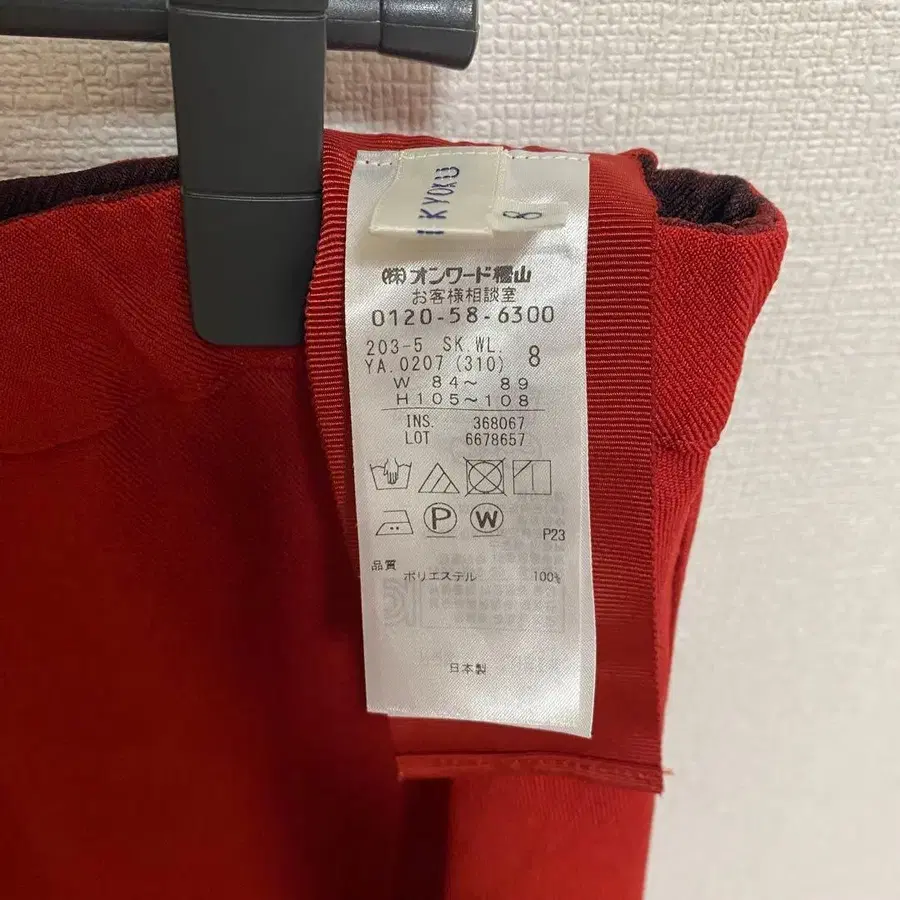 KYOKU
8
(株)オンワード樫山
お客様相談室
0120-58-6300
203-5 SK.WL.
YA.0207 (310) 8
W. 84～ 89
H105～108
INS. 368067
LOT 6678657
P
W
P23
品質
ポリエステル 100%
日本製